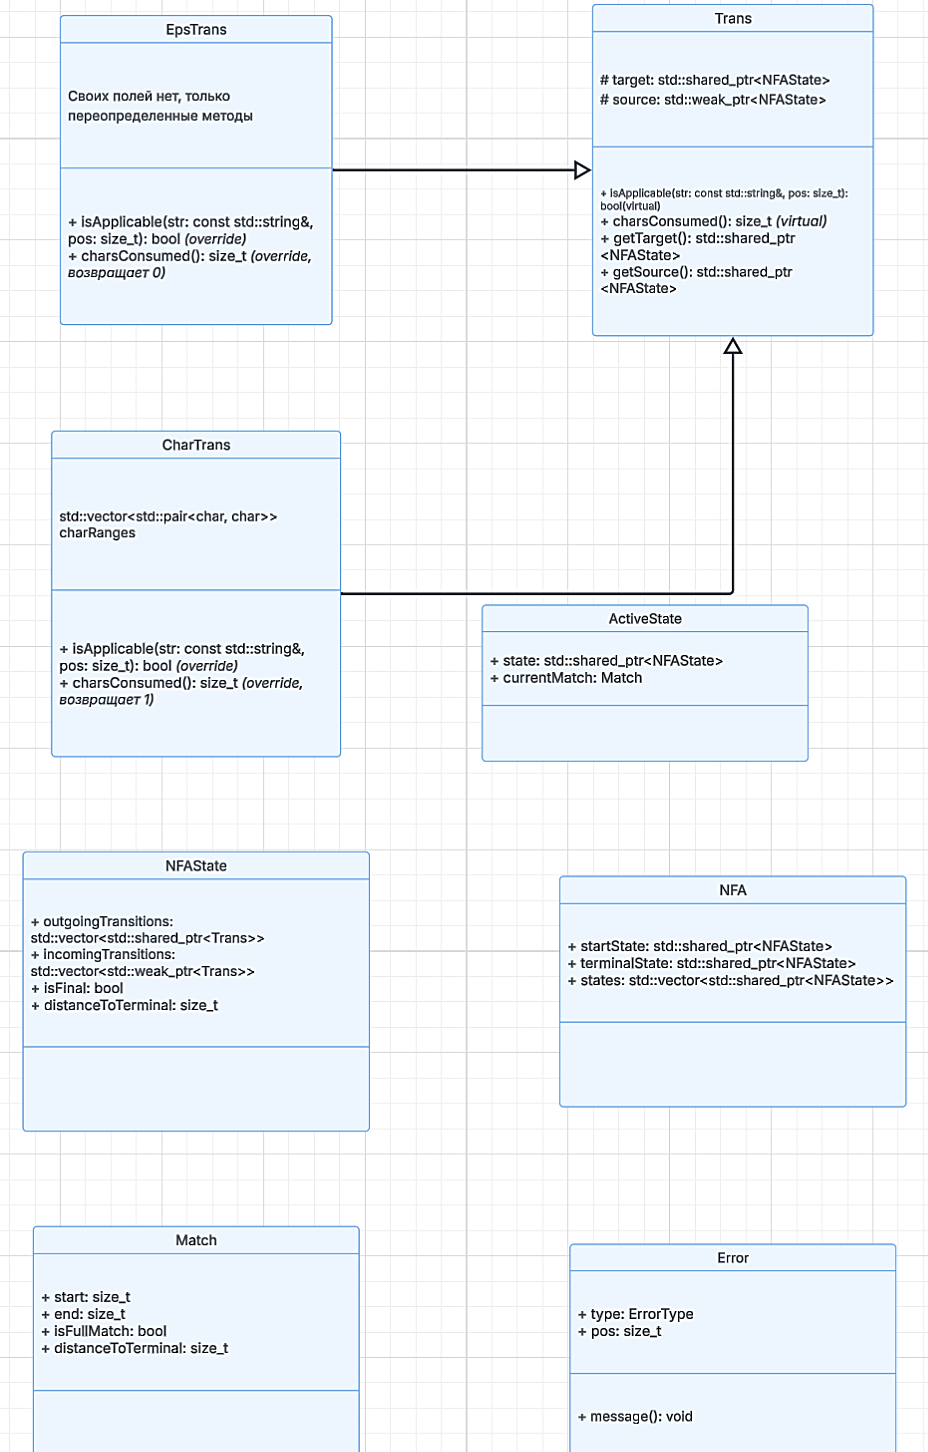 EpsTrans
Своих полей нет, только
переопределенные методы
+ isApplicable(str: const std::string&,
pos: size_t): bool (override)
+ charsConsumed(): size_t (override,
возвращает 0)
Trans
# target: std::shared_ptr<NFAState>
# source: std::weak_ptr<NFAState>
+ isApplicable(str: const std::string&, pos: size_t):
bool(virtual)
+ charsConsumed(): size_t (virtual)
+ getTarget(): std::shared_ptr
<NFAState>
+ getSource(): std::shared_ptr
<NFAState>
CharTrans
std::vector<std::pair<char, char>>
charRanges
+ isApplicable(str: const std::string&,
pos: size_t): bool (override)
+ charsConsumed(): size_t (override,
возвращает 1)
ActiveState
+ state: std::shared_ptr<NFAState>
+ currentMatch: Match
NFAState
+ outgoingTransitions:
std::vector<std::shared_ptr<Trans>>
+ incomingTransitions:
std::vector<std::weak_ptr<Trans>>
+ isFinal: bool
+ distanceToTerminal: size_t
NFA
+ startState: std::shared_ptr<NFAState>
+ terminalState: std::shared_ptr<NFAState>
+ states: std::vector<std::shared_ptr<NFAState>>
Match
+ start: size_t
+ end: size_t
+ isFullMatch: bool
+ distanceToTerminal: size_t
Error
+ type: ErrorType
+ pos: size_t
+ message(): void